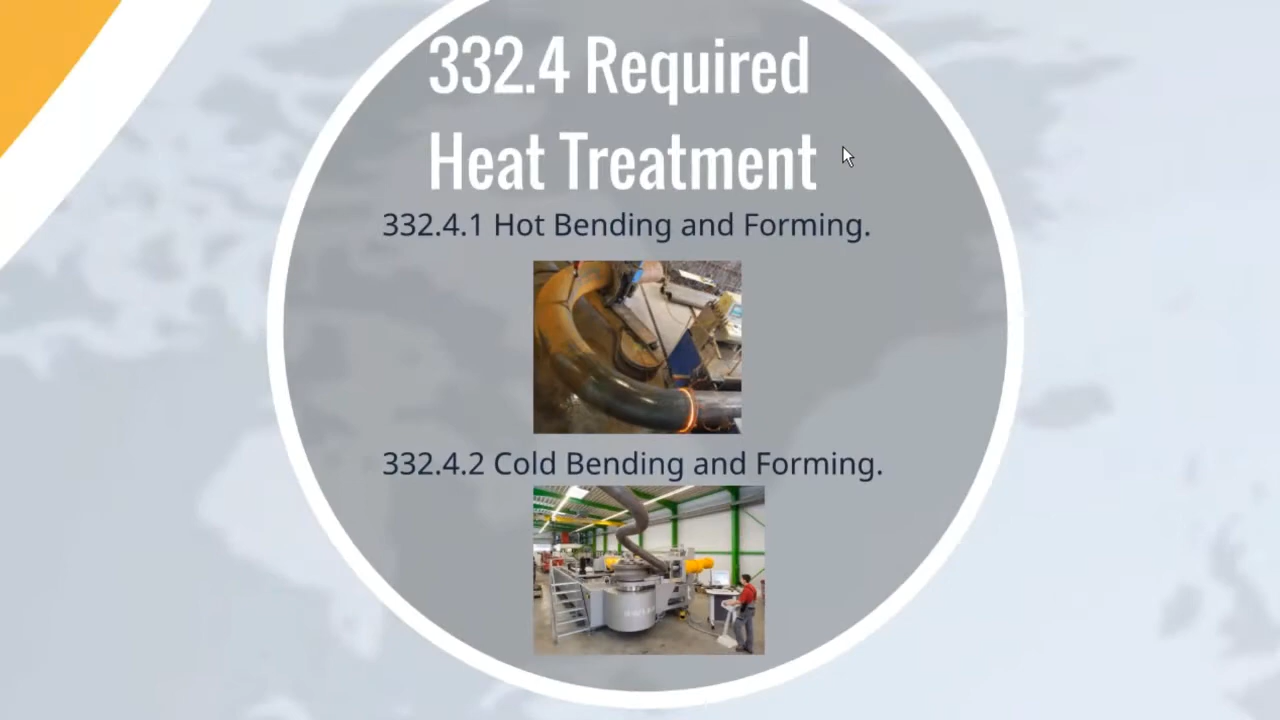 332.4 Required
Heat Treatment
332.4.1 Hot Bending and Forming.
332.4.2 Cold Bending and Forming.